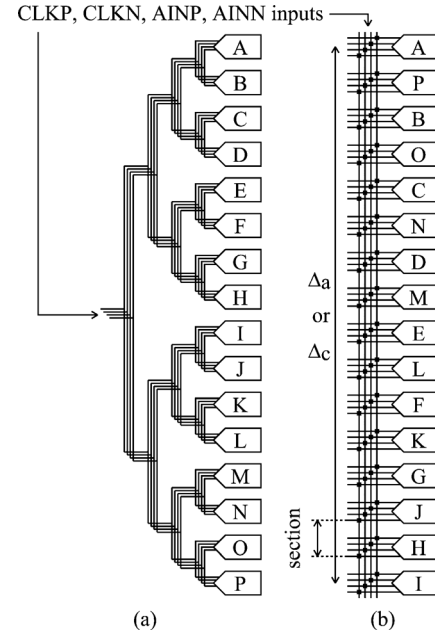 CLKP, CLKN, AINP, AINN inputs
A
B
C
D
E
F
G
H
I
J
K
L
M
N
O
P
(a)
A
P
B
O
C
N
D
M
E
L
F
K
G
J
H
I
Δa
or
Δc
section
(b)